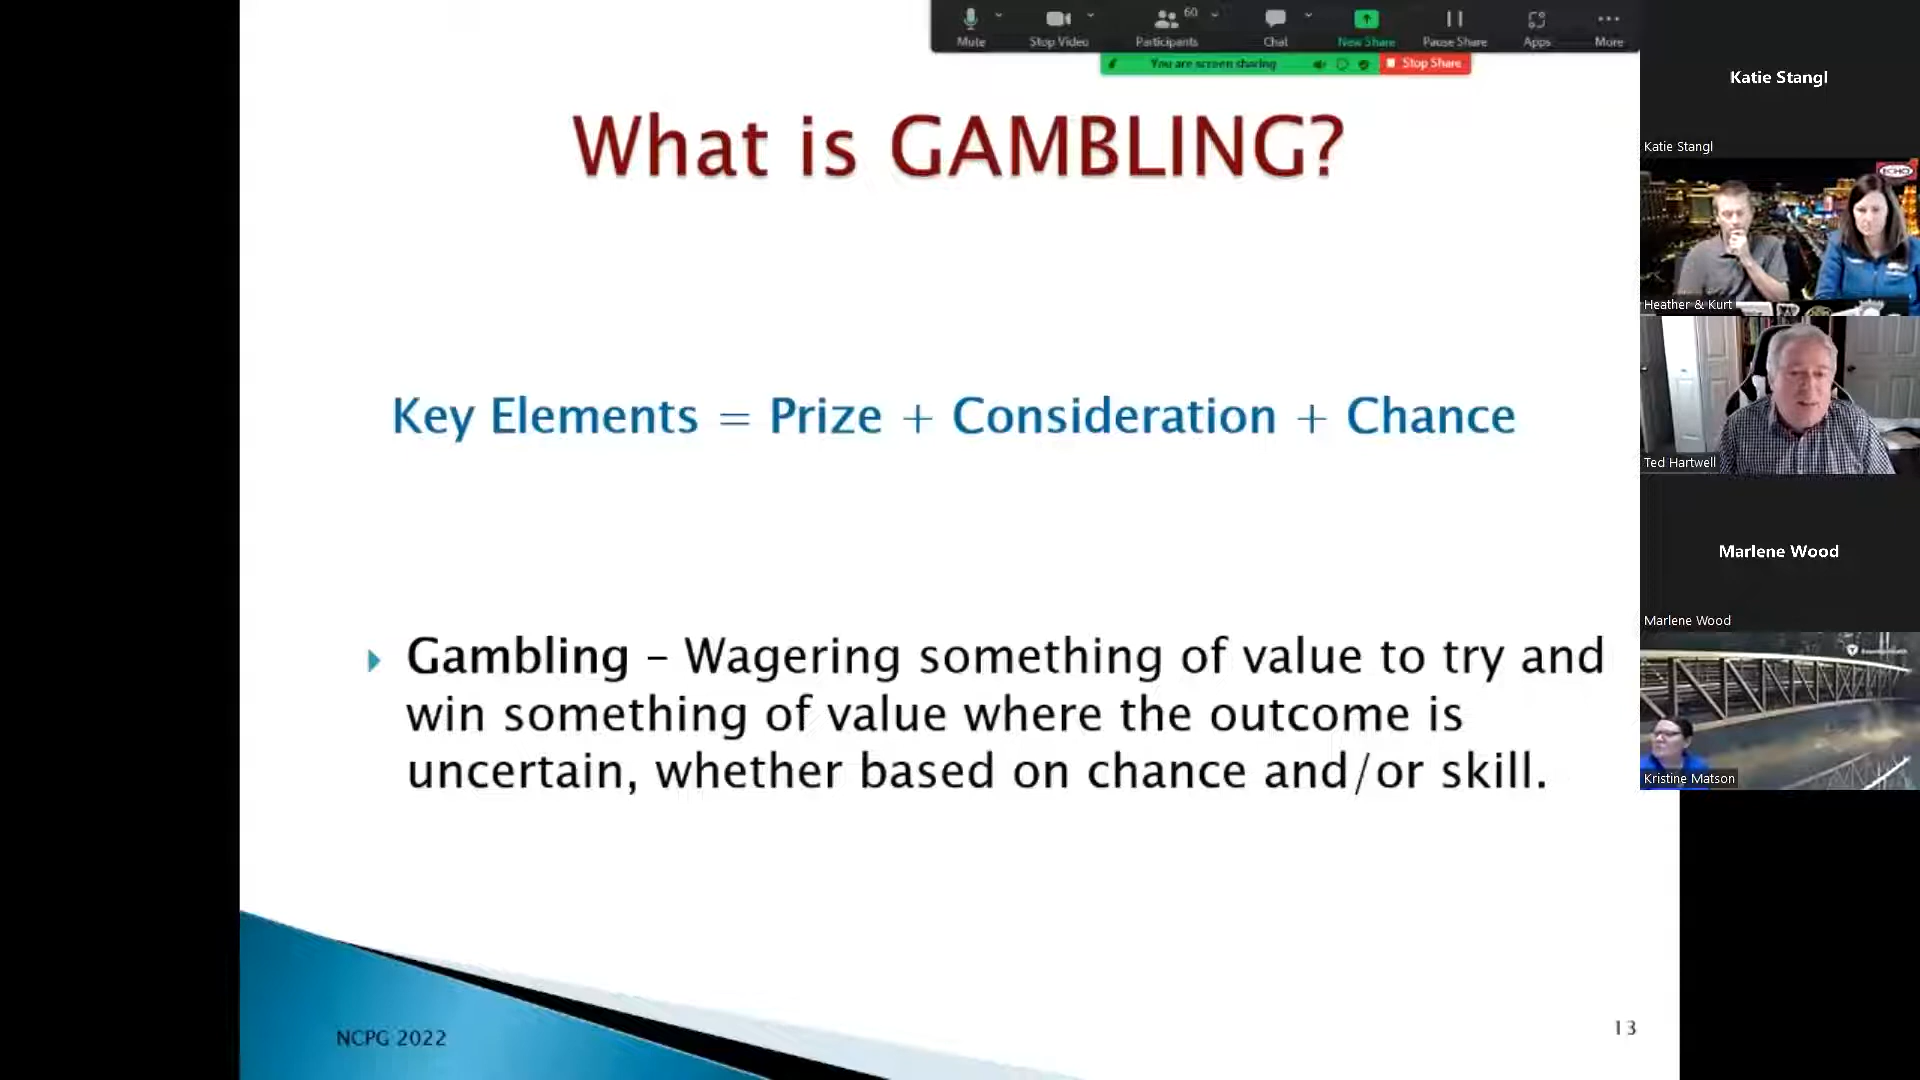 Mute
Stop Video
60
Participants
Chat
New Share
Pause Share
Apps
More
You are screen sharing
Stop Share
What is GAMBLING?
Key Elements = Prize + Consideration + Chance
Gambling – Wagering something of value to try and
win something of value where the outcome is
uncertain, whether based on chance and/or skill.
NCPG 2022
13
Katie Stangl
Katie Stangl
ECHO
Heather & Kurt
Ted Hartwell
Marlene Wood
Marlene Wood
Kristine Matson